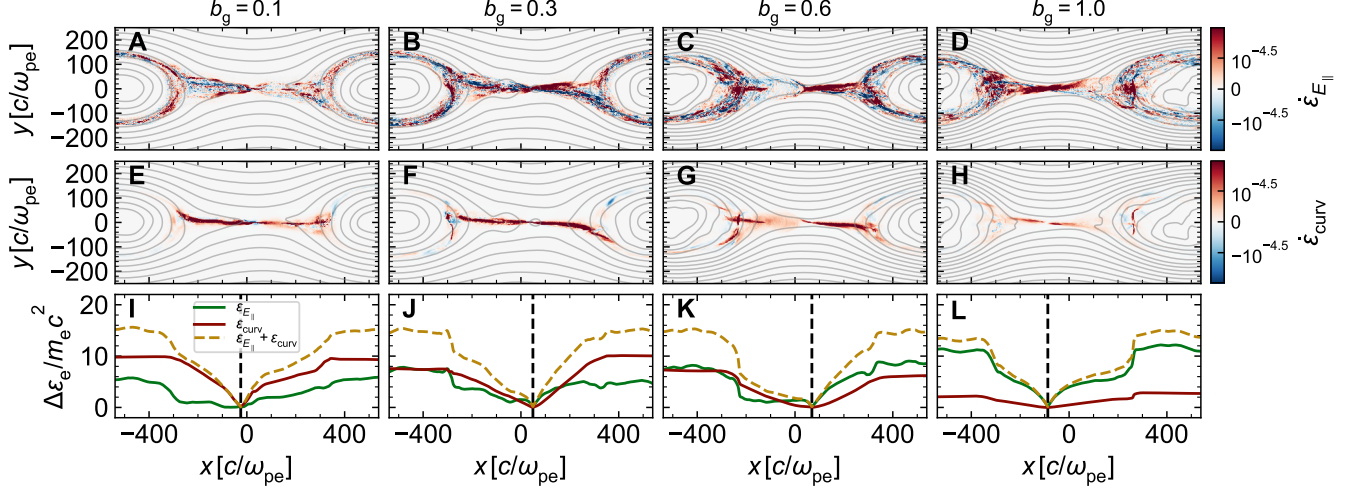 b_g = 0.1 b_g = 0.3 b_g = 0.6 b_g = 1.0
A B C D
y [c/ω_pe]
200
100
0
−100
−200
10^−4.5
0
−10^−4.5
ε̇_E∥
E F G H
y [c/ω_pe]
200
100
0
−100
−200
10^−4.5
0
−10^−4.5
ε̇_curv
I J K L
Δε_e/m_e c^2
20
10
0
ε_E∥
ε_curv
ε_E∥ + ε_curv
−400 0 400 −400 0 400 −400 0 400 −400 0 400
x [c/ω_pe] x [c/ω_pe] x [c/ω_pe] x [c/ω_pe]